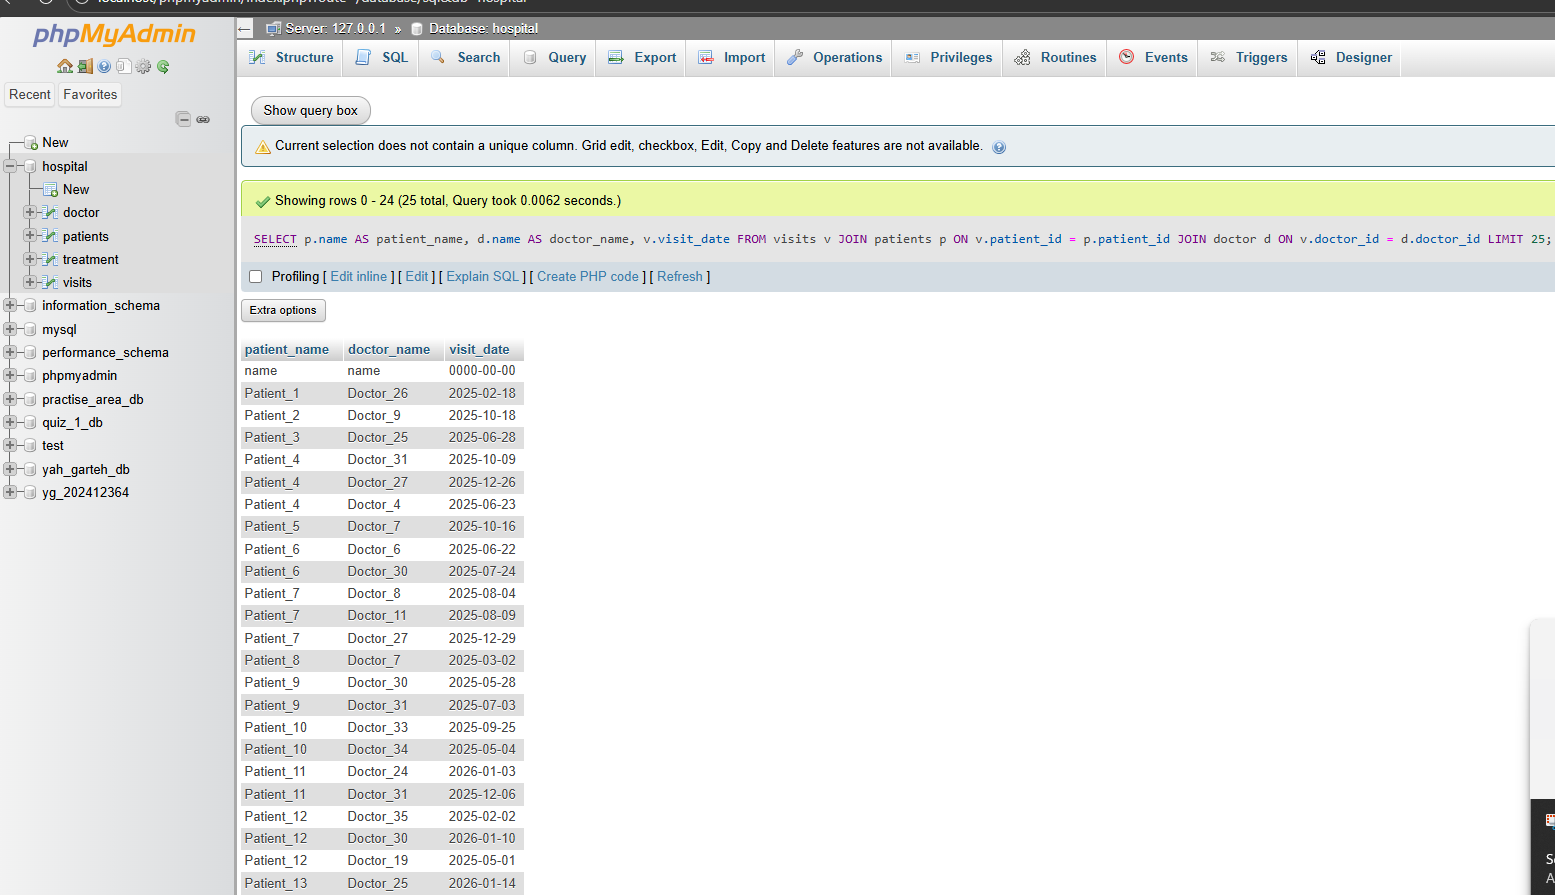 localhost/phpmyadmin/index.php?route=/database/sql&db=hospital
phpMyAdmin
Recent Favorites
New
hospital
New
doctor
patients
treatment
visits
information_schema
mysql
performance_schema
phpmyadmin
practise_area_db
quiz_1_db
test
yah_garteh_db
yg_202412364
Server: 127.0.0.1 » Database: hospital
Structure SQL Search Query Export Import Operations Privileges Routines Events Triggers Designer
Show query box
Current selection does not contain a unique column. Grid edit, checkbox, Edit, Copy and Delete features are not available.
Showing rows 0 - 24 (25 total, Query took 0.0062 seconds.)
SELECT p.name AS patient_name, d.name AS doctor_name, v.visit_date FROM visits v JOIN patients p ON v.patient_id = p.patient_id JOIN doctor d ON v.doctor_id = d.doctor_id LIMIT 25;
Profiling [ Edit inline ] [ Edit ] [ Explain SQL ] [ Create PHP code ] [ Refresh ]
Extra options
patient_name doctor_name visit_date
name name 0000-00-00
Patient_1 Doctor_26 2025-02-18
Patient_2 Doctor_9 2025-10-18
Patient_3 Doctor_25 2025-06-28
Patient_4 Doctor_31 2025-10-09
Patient_4 Doctor_27 2025-12-26
Patient_4 Doctor_4 2025-06-23
Patient_5 Doctor_7 2025-10-16
Patient_6 Doctor_6 2025-06-22
Patient_6 Doctor_30 2025-07-24
Patient_7 Doctor_8 2025-08-04
Patient_7 Doctor_11 2025-08-09
Patient_7 Doctor_27 2025-12-29
Patient_8 Doctor_7 2025-03-02
Patient_9 Doctor_30 2025-05-28
Patient_9 Doctor_31 2025-07-03
Patient_10 Doctor_33 2025-09-25
Patient_10 Doctor_34 2025-05-04
Patient_11 Doctor_24 2026-01-03
Patient_11 Doctor_31 2025-12-06
Patient_12 Doctor_35 2025-02-02
Patient_12 Doctor_30 2026-01-10
Patient_12 Doctor_19 2025-05-01
Patient_13 Doctor_25 2026-01-14